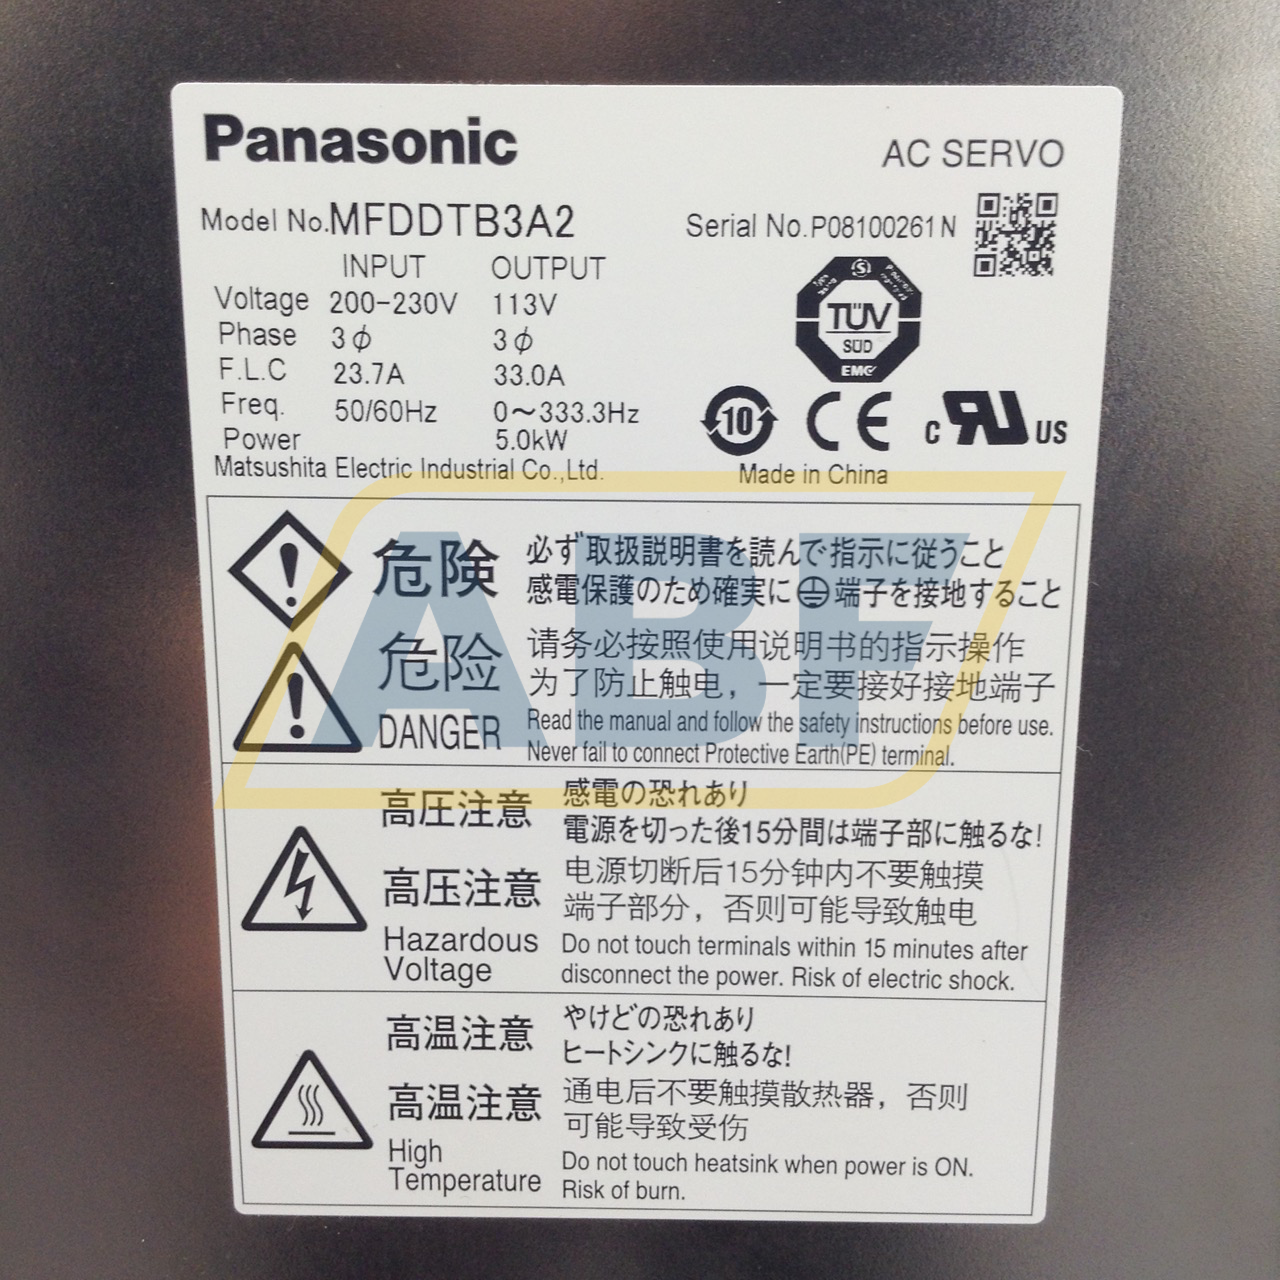 Panasonic
AC SERVO
Model No.MFDDTB3A2
Serial No.P08100261N
INPUT OUTPUT
Voltage 200-230V 113V
Phase 3ϕ 3ϕ
F.L.C 23.7A 33.0A
Freq. 50/60Hz 0～333.3Hz
Power 5.0kW
Matsushita Electric Industrial Co.,Ltd.
TÜV
SÜD
EMC
10
CE
c RU US
Made in China
ABF
危険
必ず取扱説明書を読んで指示に従うこと
感電保護のため確実に⏚端子を接地すること
危险
请务必按照使用说明书的指示操作
为了防止触电，一定要接好接地端子
DANGER
Read the manual and follow the safety instructions before use.
Never fail to connect Protective Earth(PE) terminal.
高圧注意
感電の恐れあり
電源を切った後15分間は端子部に触るな!
高压注意
电源切断后15分钟内不要触摸
端子部分，否则可能导致触电
Hazardous
Voltage
Do not touch terminals within 15 minutes after
disconnect the power. Risk of electric shock.
高温注意
やけどの恐れあり
ヒートシンクに触るな!
高温注意
通电后不要触摸散热器，否则
可能导致受伤
High
Temperature
Do not touch heatsink when power is ON.
Risk of burn.